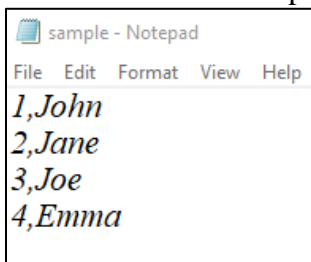 sample - Notepad
File Edit Format View Help
1,John
2,Jane
3,Joe
4,Emma